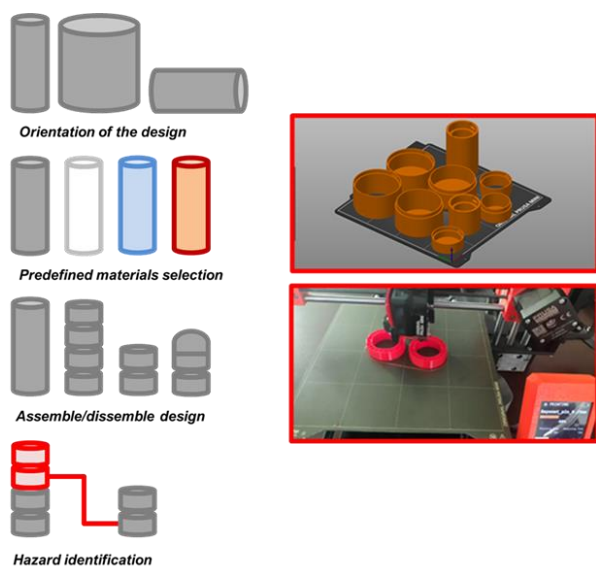 Orientation of the design
Predefined materials selection
Assemble/dissemble design
Hazard identification